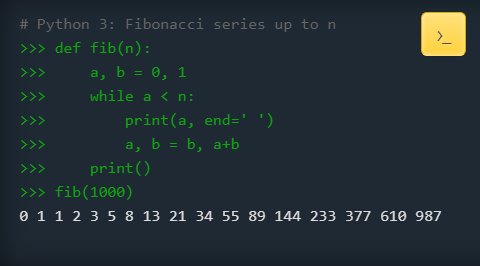 # Python 3: Fibonacci series up to n
>>> def fib(n):
>>>     a, b = 0, 1
>>>     while a < n:
>>>         print(a, end=' ')
>>>         a, b = b, a+b
>>>     print()
>>> fib(1000)
0 1 1 2 3 5 8 13 21 34 55 89 144 233 377 610 987